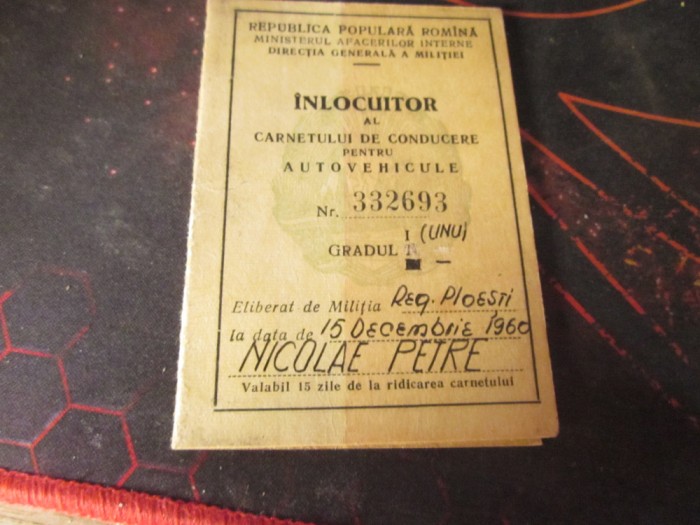 REPUBLICA POPULARĂ ROMÎNĂ
MINISTERUL AFACERILOR INTERNE
DIRECȚIA GENERALĂ A MILIȚIEI
ÎNLOCUITOR
AL
CARNETULUI DE CONDUCERE
PENTRU
AUTOVEHICULE
Nr. 332693
I (UNU)
GRADUL
Eliberat de Miliția Reg. Ploești
la data de 15 Decembrie 1960
NICOLAE PETRE
Valabil 15 zile de la ridicarea carnetului